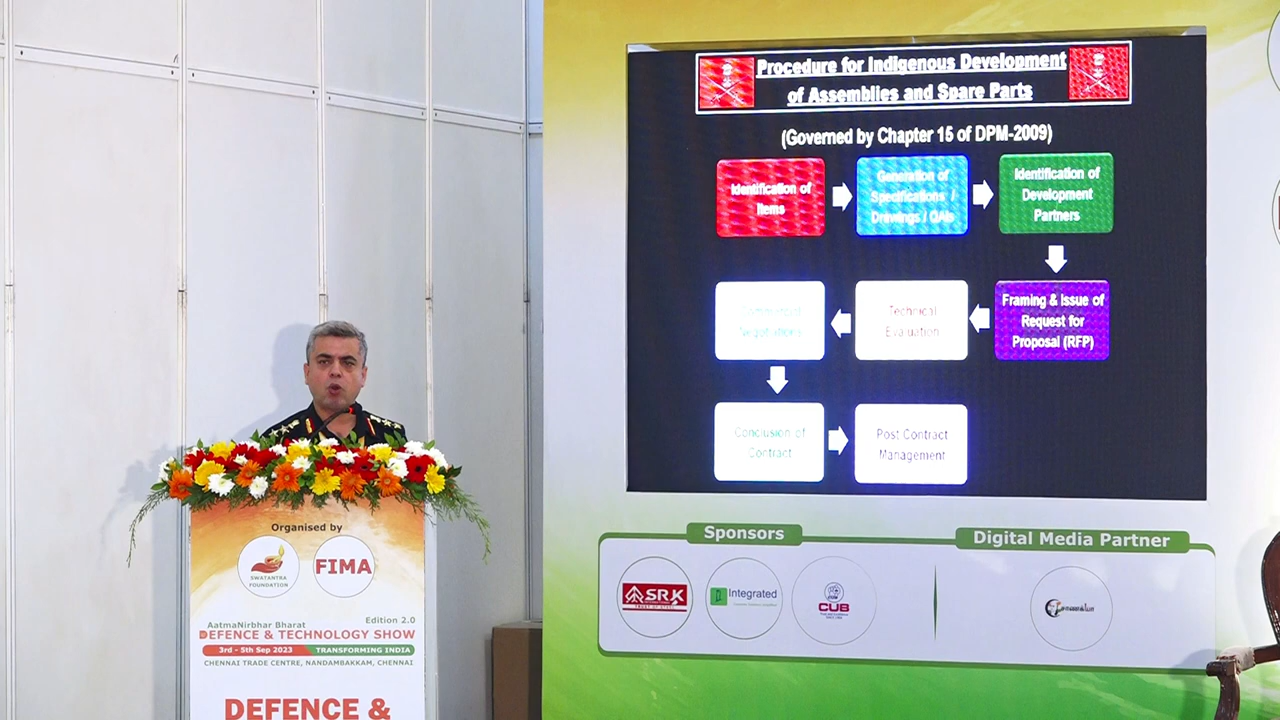 Procedure for Indigenous Development
of Assemblies and Spare Parts
(Governed by Chapter 15 of DPM-2009)
Identification of
Items
Generation of
Specifications /
Drawings / QAIs
Identification of
Development
Partners
Framing & Issue of
Request for
Proposal (RFP)
Technical
Evaluation
Commercial
Negotiations
Conclusion of
Contract
Post Contract
Management
Organised by
SWATANTRA
FOUNDATION
FIMA
AatmaNirbhar Bharat
Edition 2.0
DEFENCE & TECHNOLOGY SHOW
3rd - 5th Sep 2023
TRANSFORMING INDIA
CHENNAI TRADE CENTRE, NANDAMBAKKAM, CHENNAI
DEFENCE &
Sponsors
SRK
Integrated
CUB
Digital Media Partner